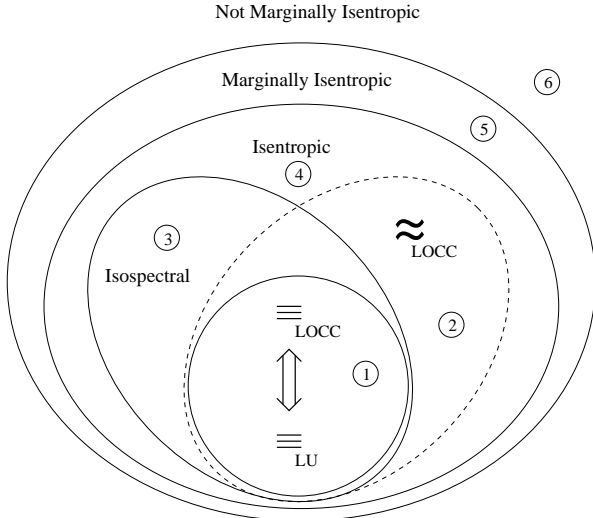 Not Marginally Isentropic
6
Marginally Isentropic
5
Isentropic
4
3
≈
LOCC
Isospectral
≡
LOCC
2
1
≡
LU